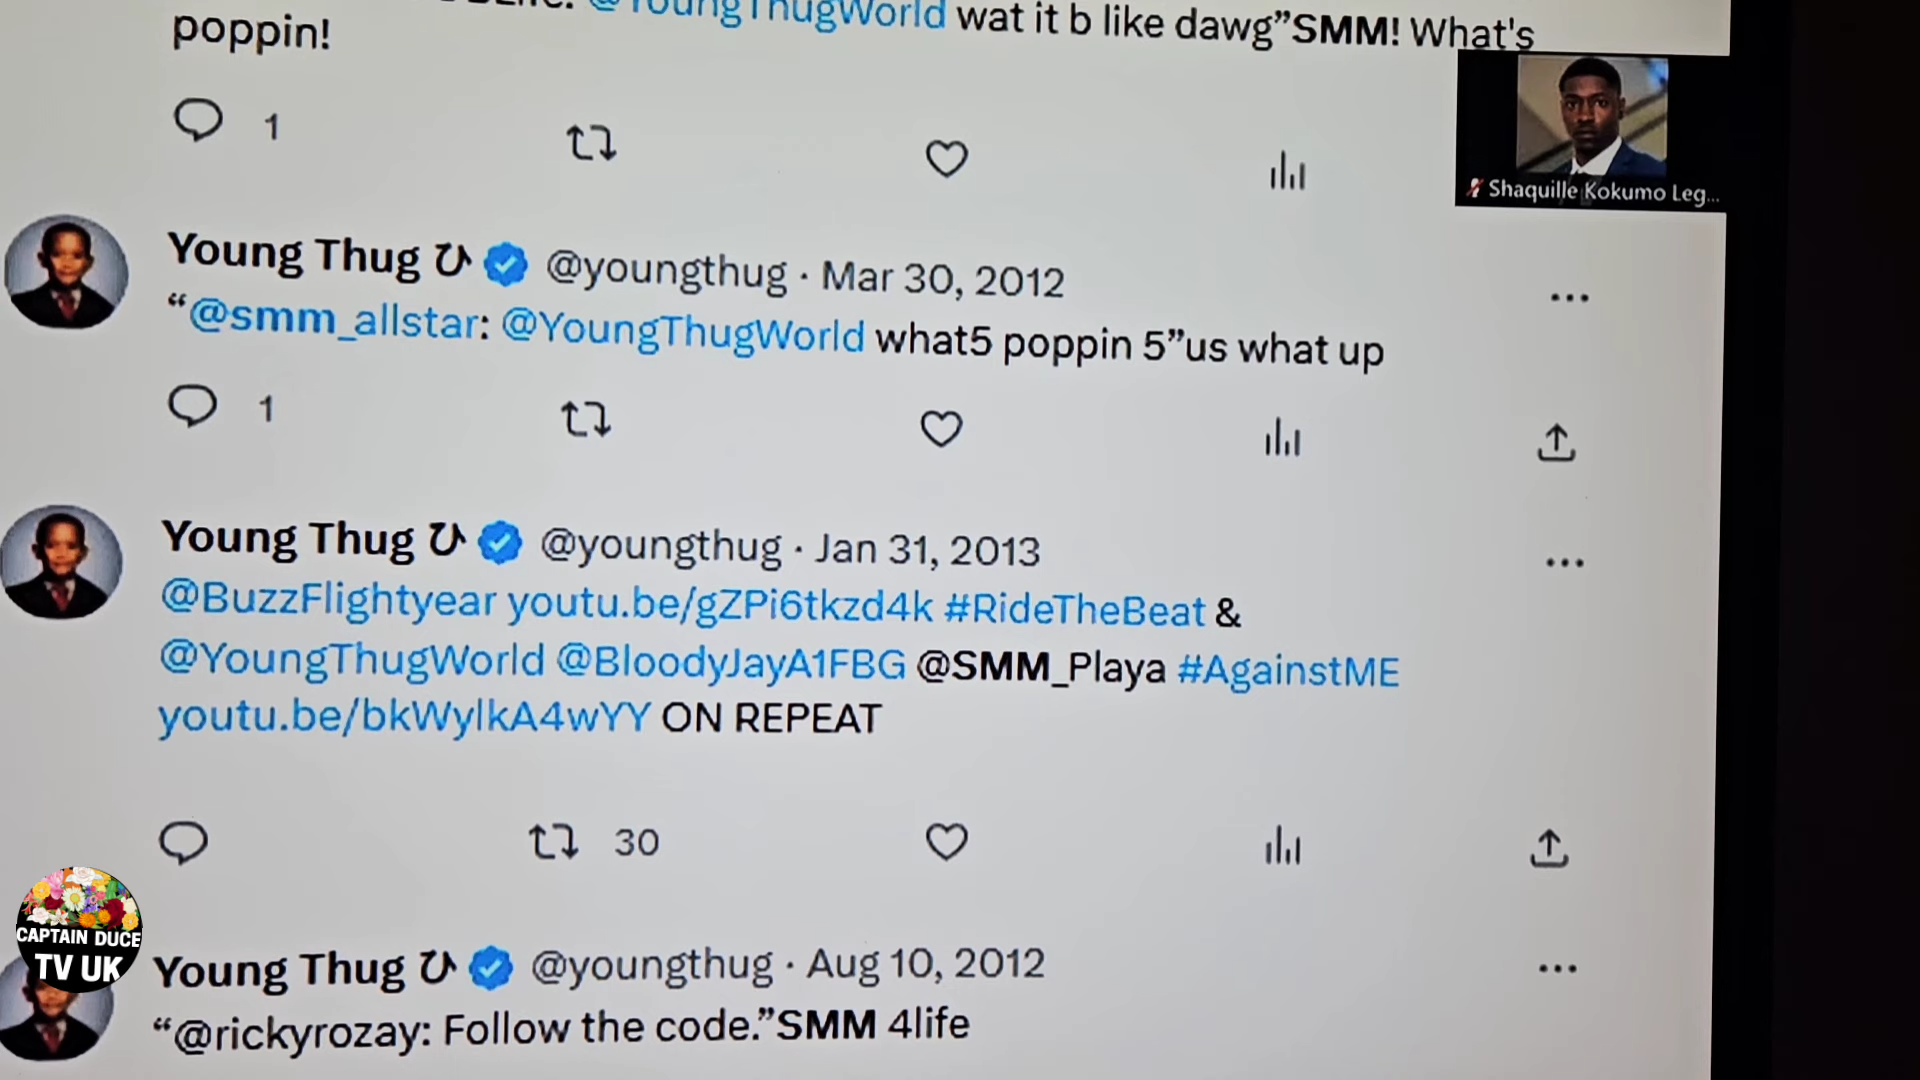 @YoungThugWorld wat it b like dawg”SMM! What's
poppin!
1
Shaquille Kokumo Leg...
Young Thug ひ @youngthug · Mar 30, 2012
“@smm_allstar: @YoungThugWorld what5 poppin 5”us what up
1
Young Thug ひ @youngthug · Jan 31, 2013
@BuzzFlightyear youtu.be/gZPi6tkzd4k #RideTheBeat &
@YoungThugWorld @BloodyJayA1FBG @SMM_Playa #AgainstME
youtu.be/bkWylkA4wYY ON REPEAT
30
CAPTAIN DUCE
TV UK
Young Thug ひ @youngthug · Aug 10, 2012
“@rickyrozay: Follow the code.”SMM 4life